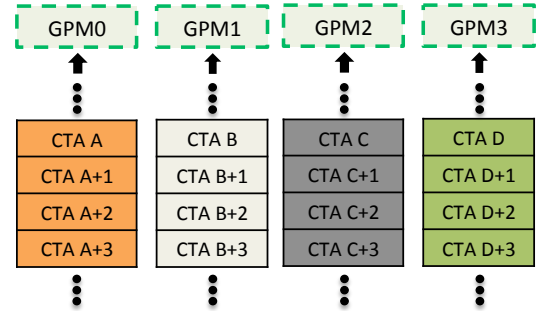 GPM0 GPM1 GPM2 GPM3
CTA A CTA B CTA C CTA D
CTA A+1 CTA B+1 CTA C+1 CTA D+1
CTA A+2 CTA B+2 CTA C+2 CTA D+2
CTA A+3 CTA B+3 CTA C+3 CTA D+3